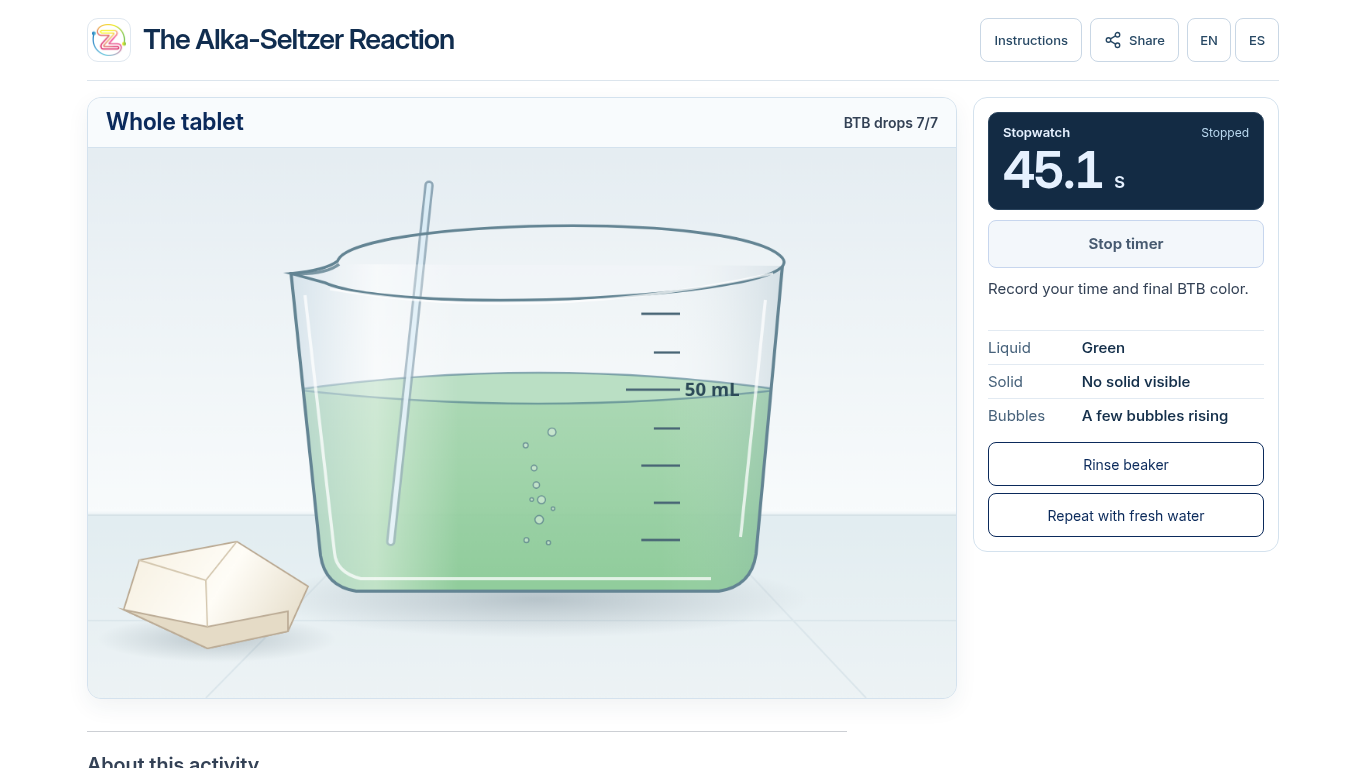 The Alka-Seltzer Reaction
Instructions
Share
EN
ES
Whole tablet
BTB drops 7/7
50 mL
Stopwatch
Stopped
45.1 s
Stop timer
Record your time and final BTB color.
Liquid Green
Solid No solid visible
Bubbles A few bubbles rising
Rinse beaker
Repeat with fresh water
About this activity